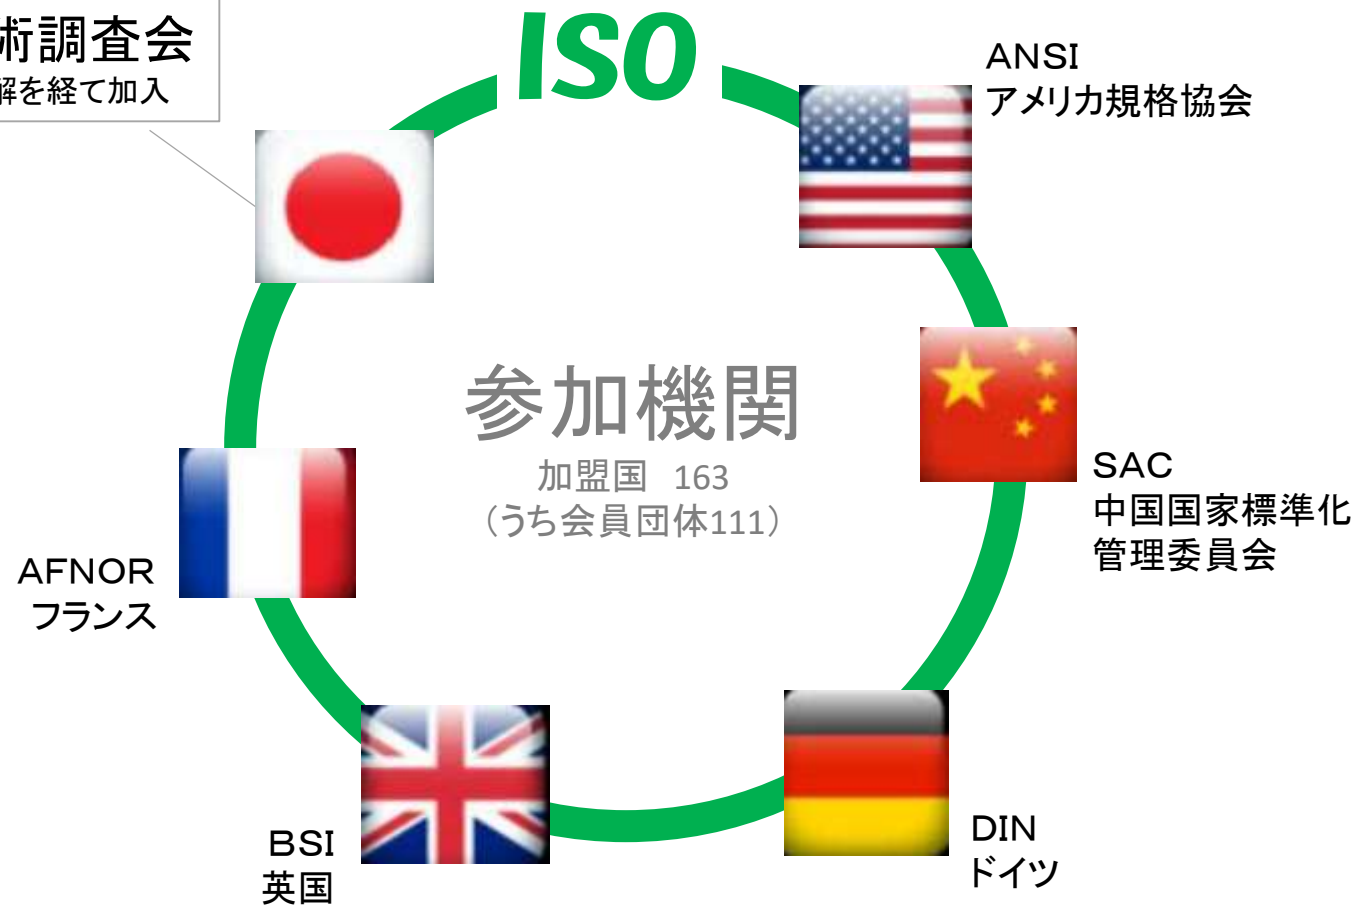 術調査会
解を経て加入
ISO
ANSI
アメリカ規格協会
参加機関
加盟国 163
（うち会員団体111）
SAC
中国国家標準化
管理委員会
AFNOR
フランス
BSI
英国
DIN
ドイツ